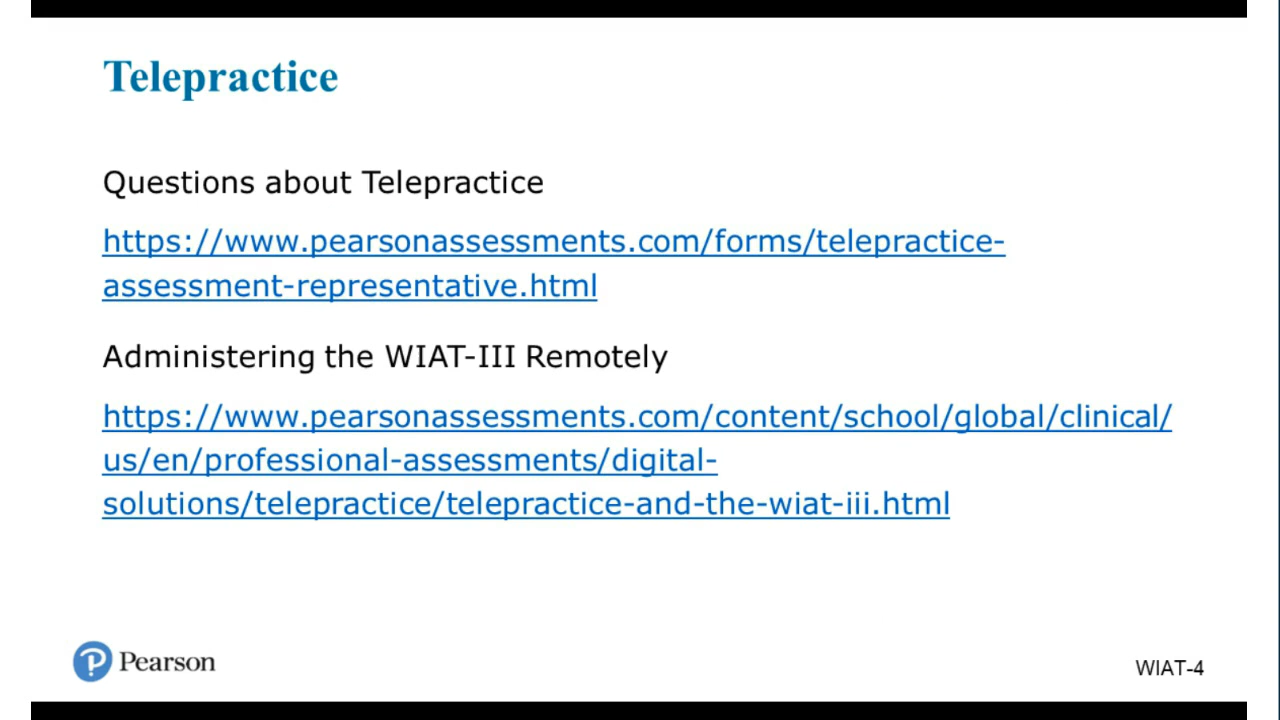 Telepractice
Questions about Telepractice
https://www.pearsonassessments.com/forms/telepractice-
assessment-representative.html
Administering the WIAT-III Remotely
https://www.pearsonassessments.com/content/school/global/clinical/
us/en/professional-assessments/digital-
solutions/telepractice/telepractice-and-the-wiat-iii.html
Pearson
WIAT-4